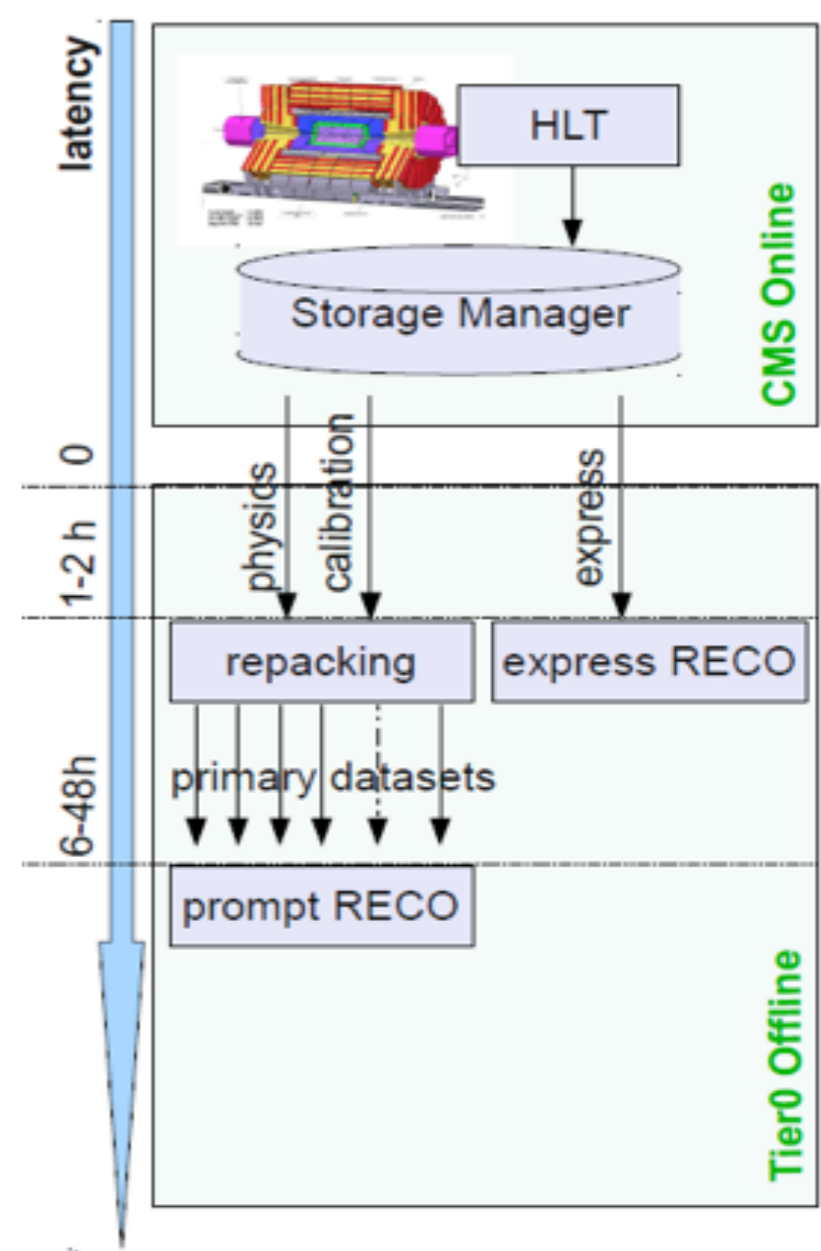 latency
HLT
Storage Manager
CMS Online
0
physics
calibration
express
1-2 h
repacking
express RECO
6-48h
primary datasets
prompt RECO
Tier0 Offline